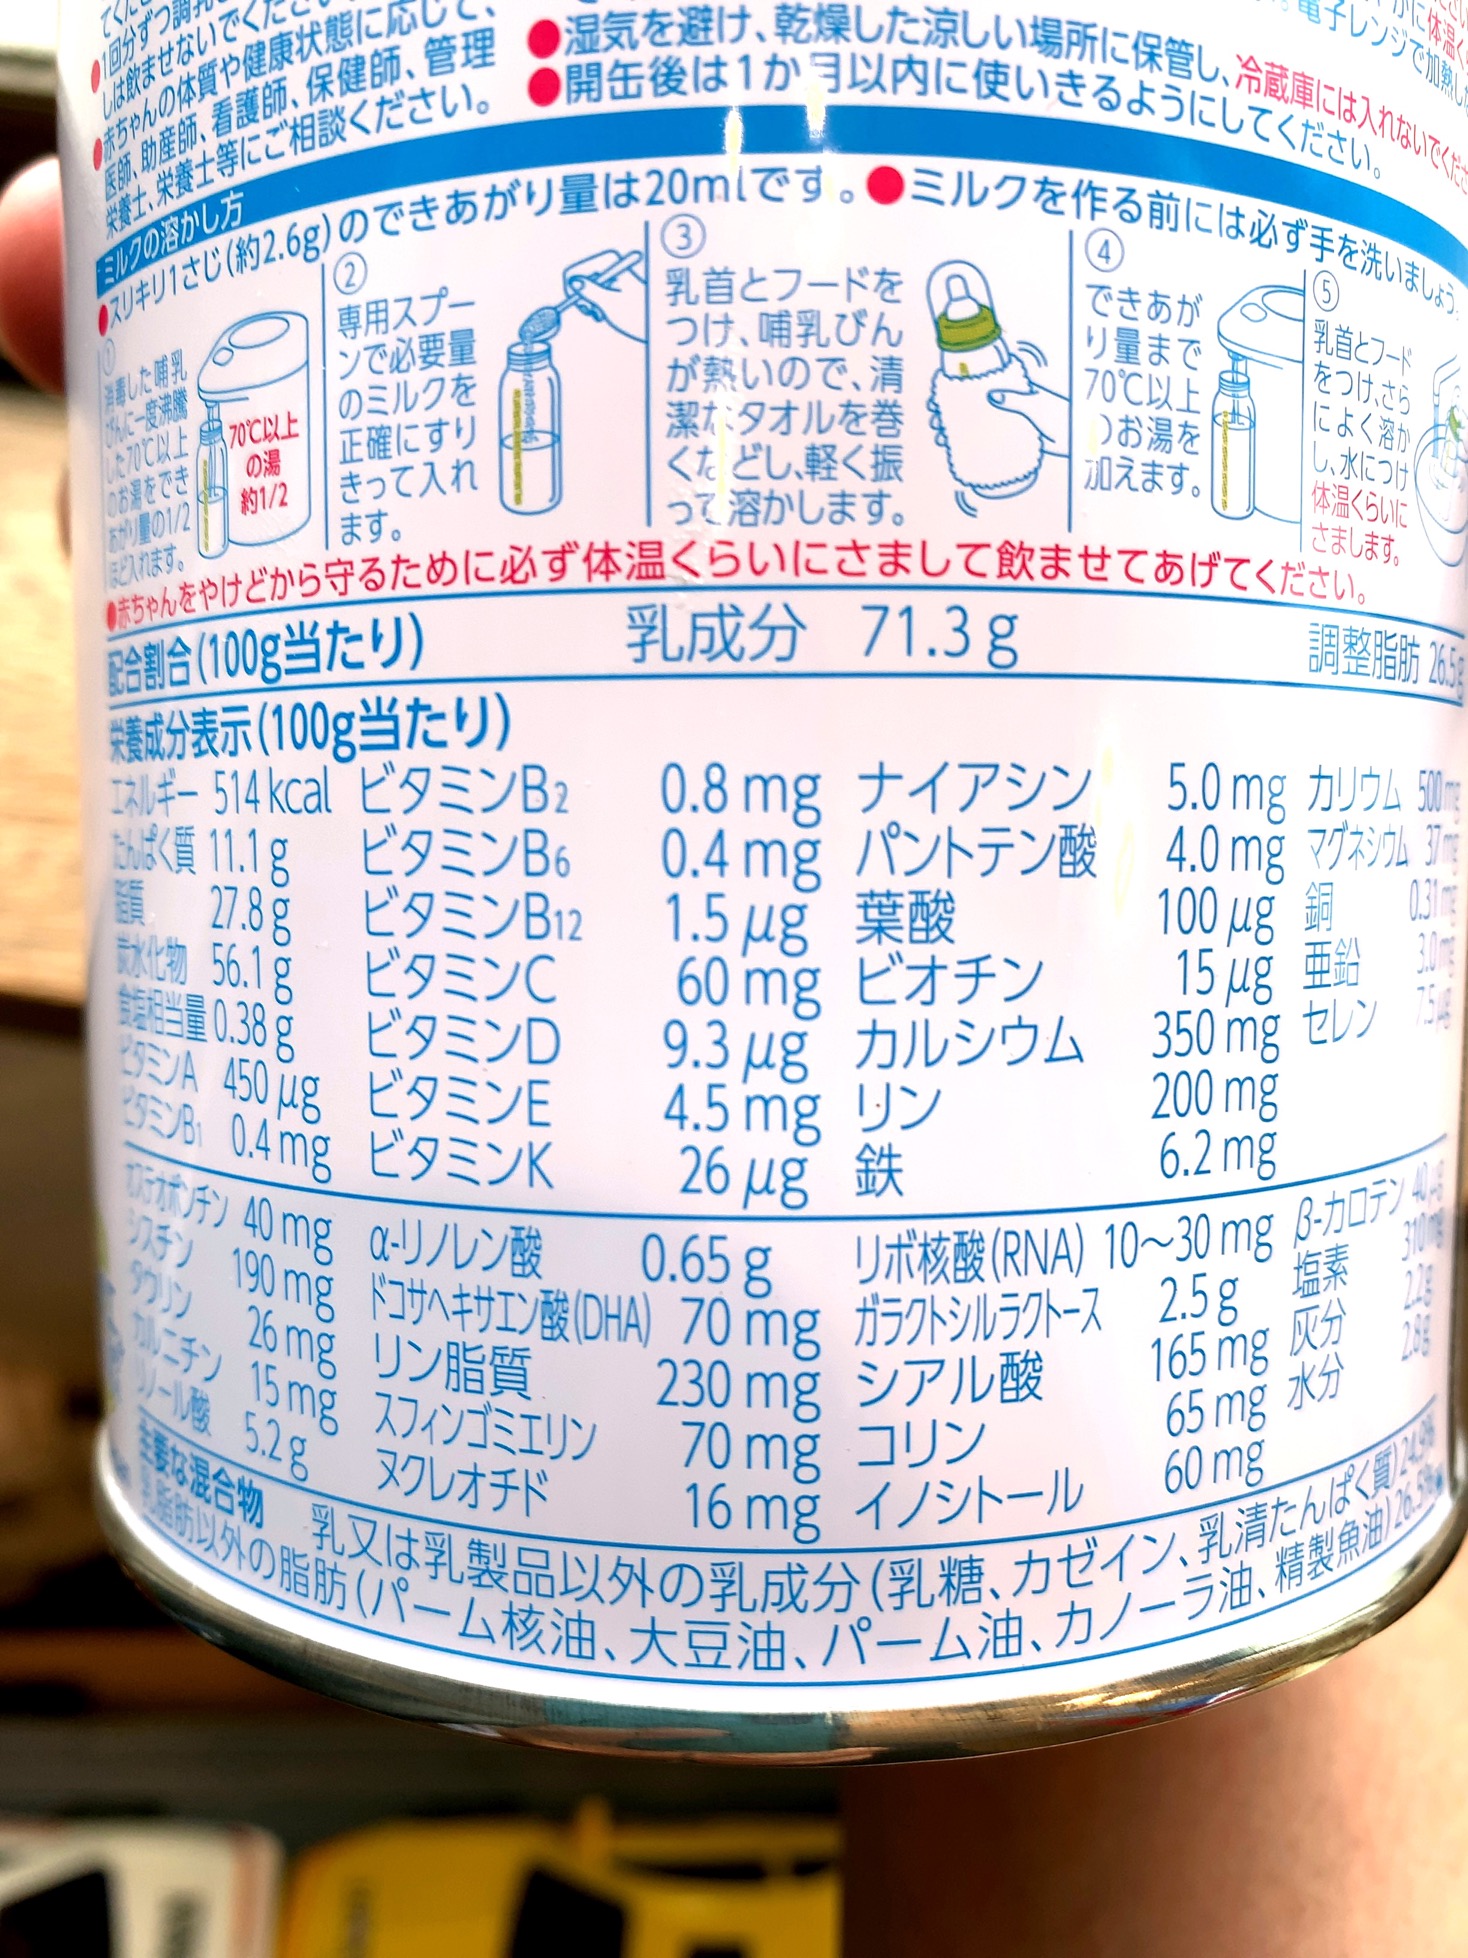 ●1回分ずつ調乳
しは飲ませないでください
●赤ちゃんの体質や健康状態に応じて、
医師、助産師、看護師、保健師、管理
栄養士、栄養士等にご相談ください。
●湿気を避け、乾燥した涼しい場所に保管し、冷蔵庫には入れないでくださ
●開缶後は1か月以内に使いきるようにしてください。
電子レンジで加熱し
ミルクの溶かし方
●スリキリ1さじ(約2.6g)のできあがり量は20mlです。●ミルクを作る前には必ず手を洗いましょう。
①
消毒した哺乳
びんに一度沸騰
した70℃以上
のお湯をでき
あがり量の1/2
ほど入れます。
70℃以上
の湯
約1/2
②
専用スプー
ンで必要量
のミルクを
正確にすり
きって入れ
ます。
③
乳首とフードを
つけ、哺乳びん
が熱いので、清
潔なタオルを巻
くなどし、軽く振
って溶かします。
④
できあが
り量まで
70℃以上
のお湯を
加えます。
⑤
乳首とフード
をつけ、さら
によく溶か
し、水につけ
体温くらいに
さまします。
●赤ちゃんをやけどから守るために必ず体温くらいにさまして飲ませてあげてください。
配合割合(100g当たり) 乳成分 71.3g 調整脂肪 26.5g
栄養成分表示(100g当たり)
エネルギー 514kcal ビタミンB2 0.8mg ナイアシン 5.0mg カリウム 500mg
たんぱく質 11.1g ビタミンB6 0.4mg パントテン酸 4.0mg マグネシウム 37mg
脂質 27.8g ビタミンB12 1.5μg 葉酸 100μg 銅 0.31mg
炭水化物 56.1g ビタミンC 60mg ビオチン 15μg 亜鉛 3.0mg
食塩相当量 0.38g ビタミンD 9.3μg カルシウム 350mg セレン 7.5μg
ビタミンA 450μg ビタミンE 4.5mg リン 200mg
ビタミンB1 0.4mg ビタミンK 26μg 鉄 6.2mg
オステオポンチン 40mg α-リノレン酸 0.65g リボ核酸(RNA) 10〜30mg β-カロテン 40μg
シスチン 190mg ドコサヘキサエン酸(DHA) 70mg ガラクトシルラクトース 2.5g 塩素 310mg
タウリン 26mg リン脂質 230mg シアル酸 165mg 灰分 2.2g
カルニチン 15mg スフィンゴミエリン 70mg コリン 65mg 水分 2.8g
リノール酸 5.2g ヌクレオチド 16mg イノシトール 60mg
主要な混合物 乳又は乳製品以外の乳成分(乳糖、カゼイン、乳清たんぱく質)24.9%
乳脂肪以外の脂肪(パーム核油、大豆油、パーム油、カノーラ油、精製魚油)26.5%